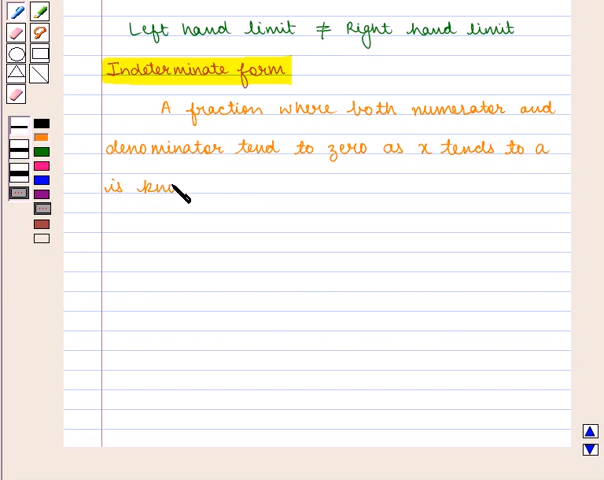 Left hand limit ≠ Right hand limit
Indeterminate form
A fraction where both numerator and
denominator tend to zero as x tends to a
is kn